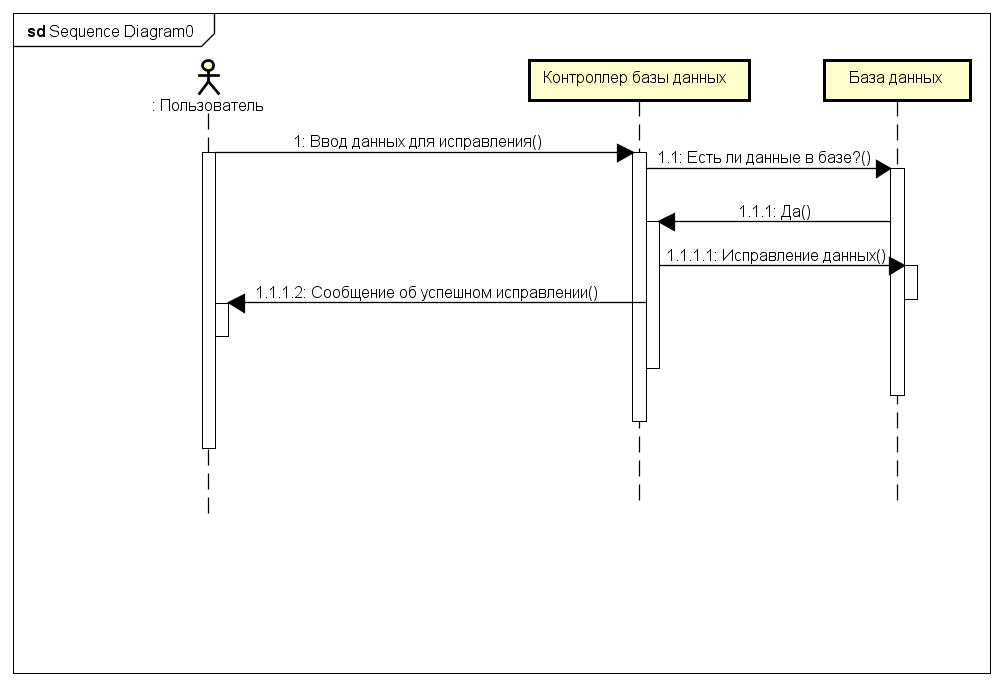 sd Sequence Diagram0
: Пользователь
Контроллер базы данных
База данных
1: Ввод данных для исправления()
1.1: Есть ли данные в базе?()
1.1.1: Да()
1.1.1.1: Исправление данных()
1.1.1.2: Сообщение об успешном исправлении()